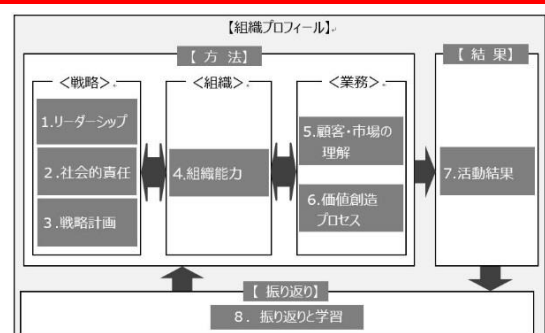 【組織プロフィール】
【 方 法】
【 結 果】
＜戦略＞
＜組織＞
＜業務＞
1.リーダーシップ
2.社会的責任
3.戦略計画
4.組織能力
5.顧客・市場の
理解
6.価値創造
プロセス
7.活動結果
【 振り返り】
8. 振り返りと学習